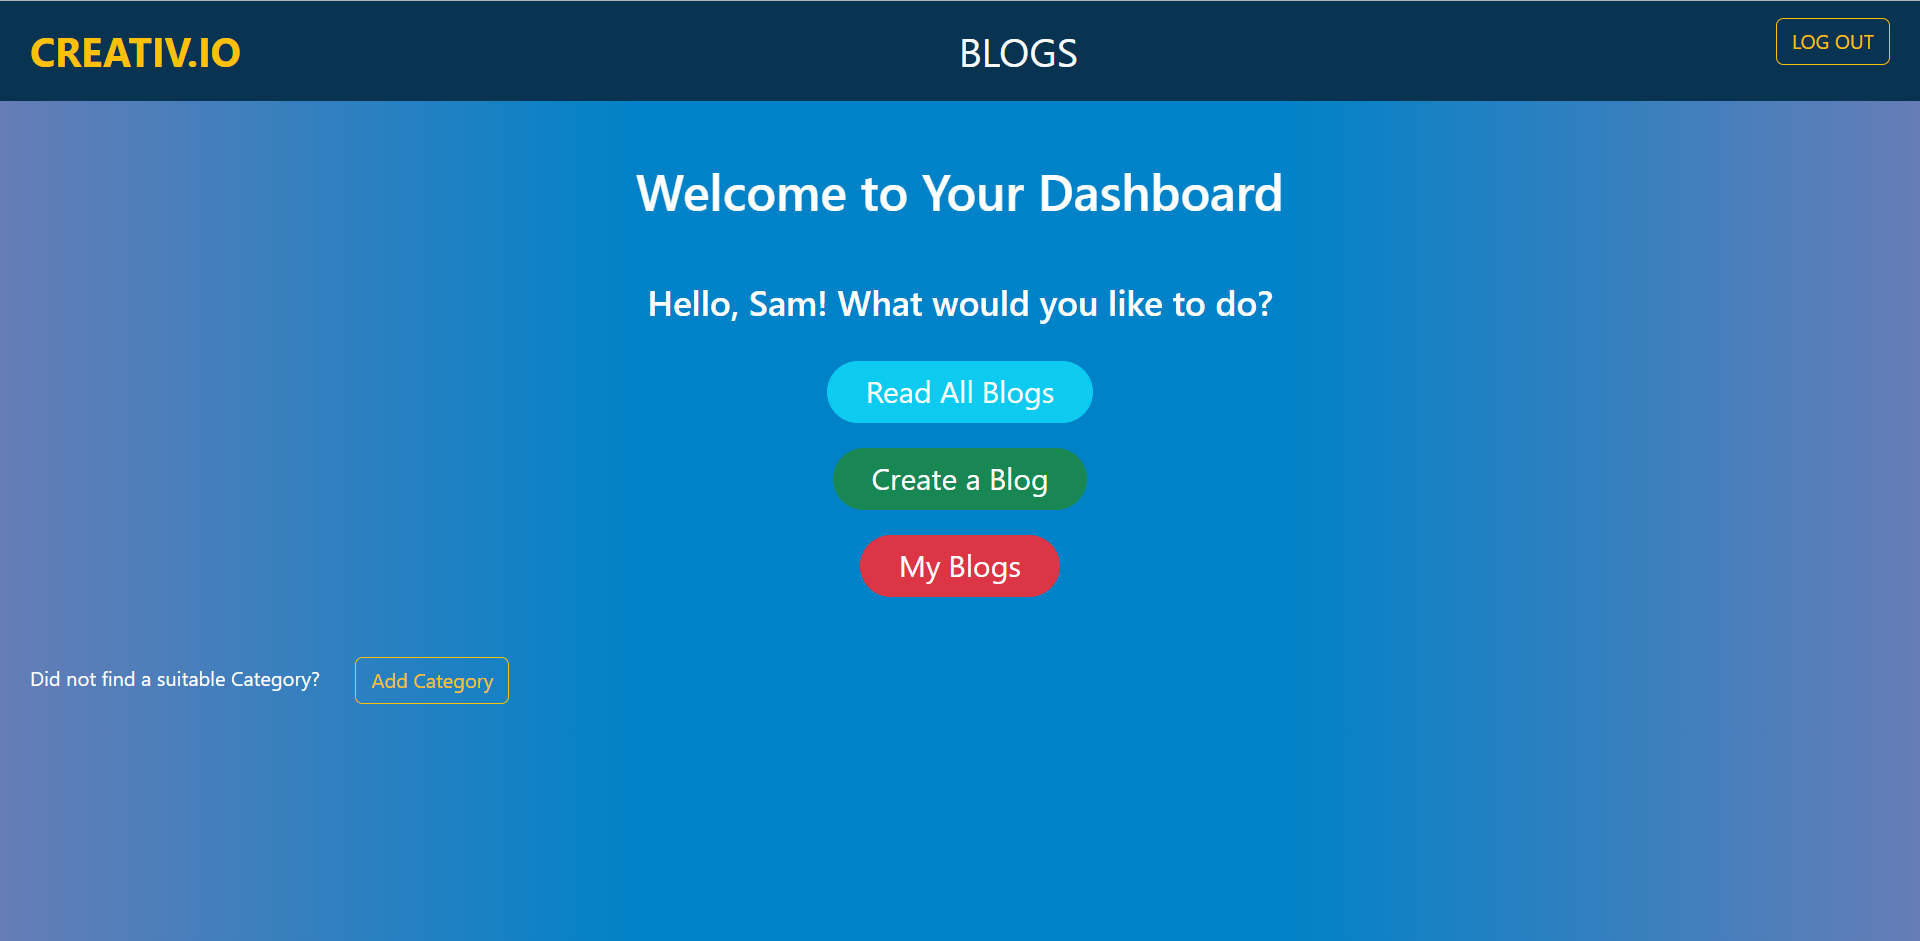 CREATIV.IO
BLOGS
LOG OUT
Welcome to Your Dashboard
Hello, Sam! What would you like to do?
Read All Blogs
Create a Blog
My Blogs
Did not find a suitable Category?
Add Category